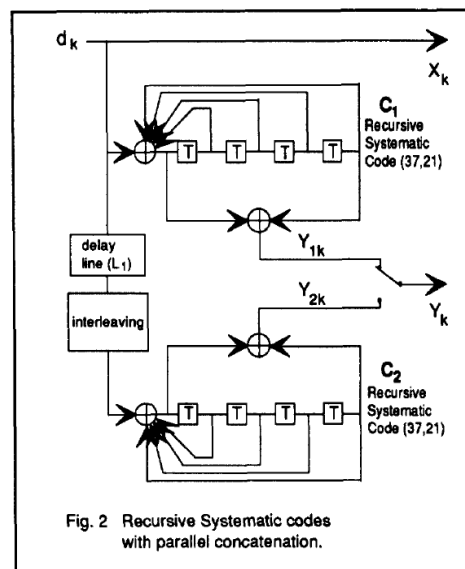 d_k
X_k
C_1
Recursive
Systematic
Code (37,21)
T T T T
Y_1k
delay
line (L_1)
interleaving
Y_k
Y_2k
C_2
Recursive
Systematic
Code (37,21)
T T T T
Fig. 2 Recursive Systematic codes
with parallel concatenation.